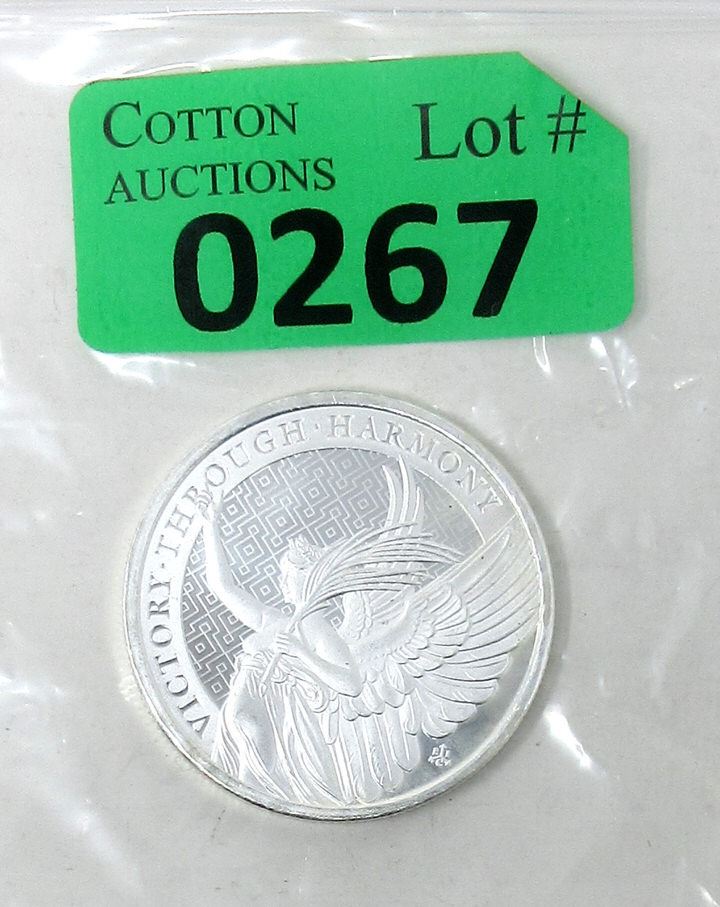 COTTON
AUCTIONS
Lot #
0267
VICTORY · THROUGH · HARMONY